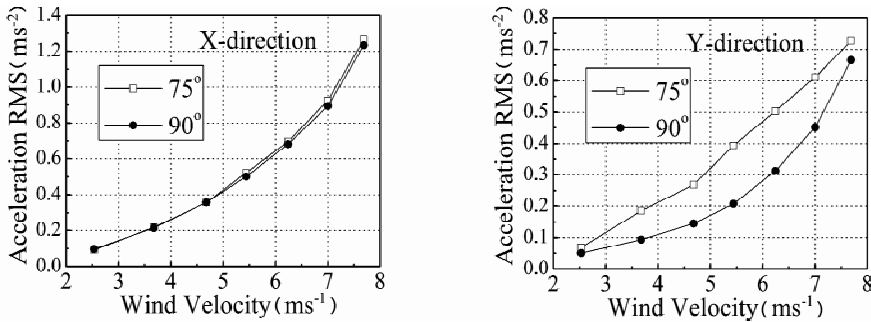 Acceleration RMS(ms⁻²)
1.4
1.2
1.0
0.8
0.6
0.4
0.2
0.0
X-direction
75°
90°
2 3 4 5 6 7 8
Wind Velocity(ms⁻¹)
Acceleration RMS(ms⁻²)
0.8
0.7
0.6
0.5
0.4
0.3
0.2
0.1
0.0
Y-direction
75°
90°
2 3 4 5 6 7 8
Wind Velocity(ms⁻¹)